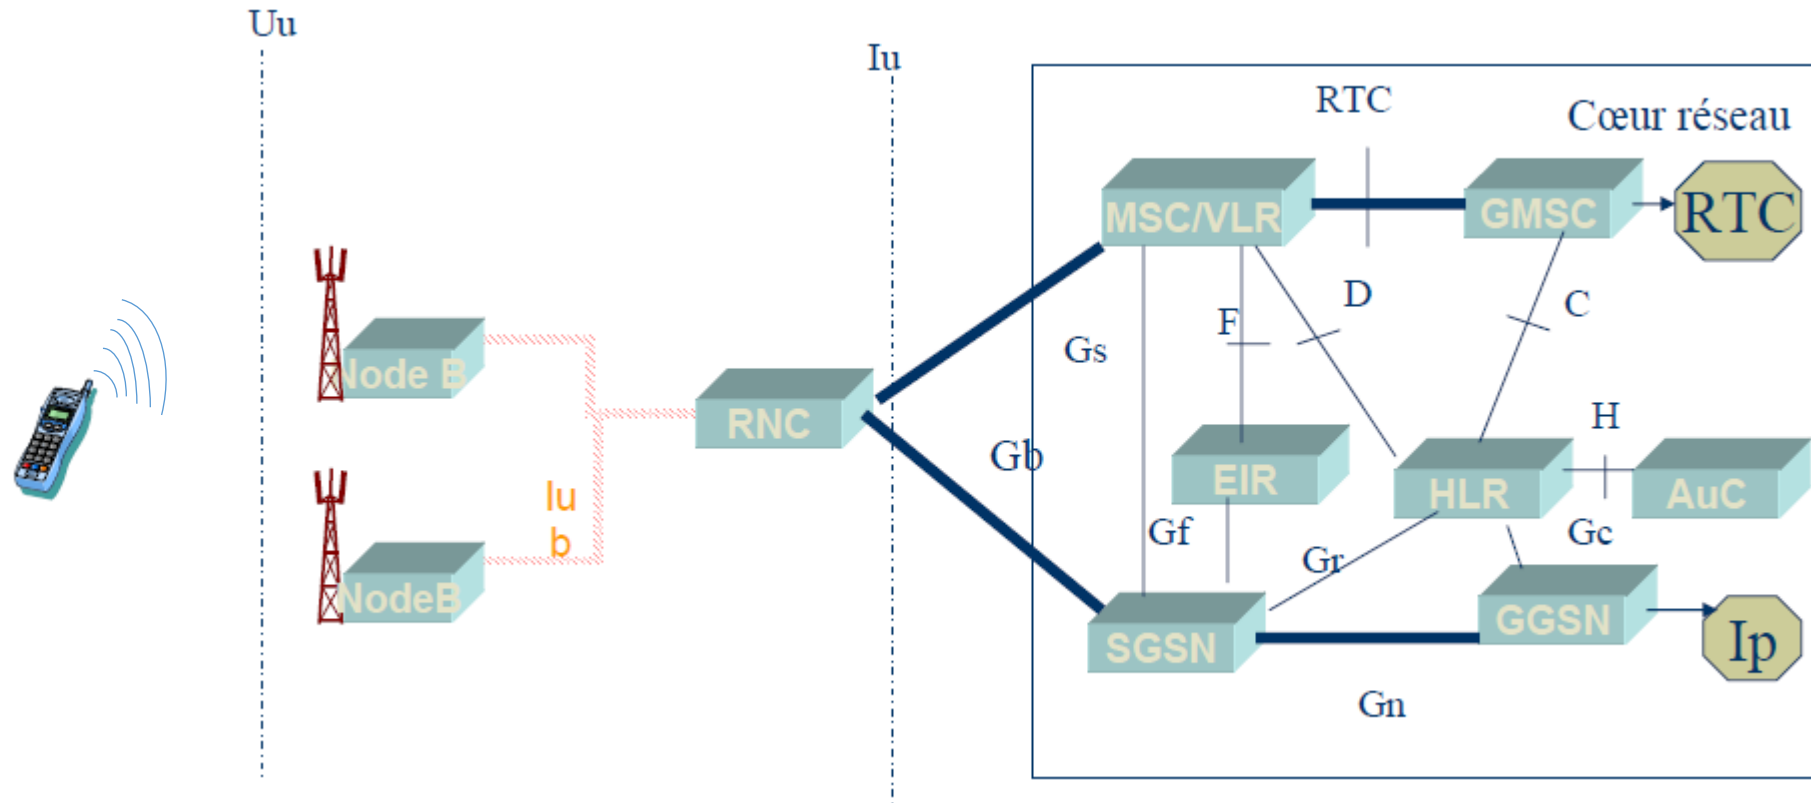 Uu
Iu
RTC
Cœur réseau
MSC/VLR
GMSC
RTC
Node B
Gs
F
D
C
RNC
Gb
EIR
HLR
H
AuC
Iu
b
Gf
Gr
Gc
NodeB
SGSN
GGSN
Ip
Gn